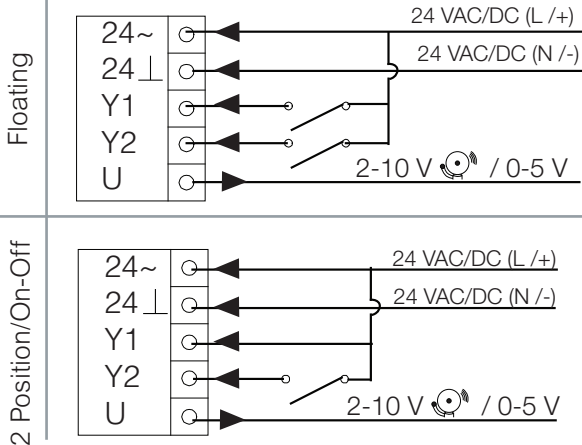 Floating
24~ 24 VAC/DC (L /+)
24⊥ 24 VAC/DC (N /-)
Y1
Y2
U 2-10 V / 0-5 V
2 Position/On-Off
24~ 24 VAC/DC (L /+)
24⊥ 24 VAC/DC (N /-)
Y1
Y2
U 2-10 V / 0-5 V